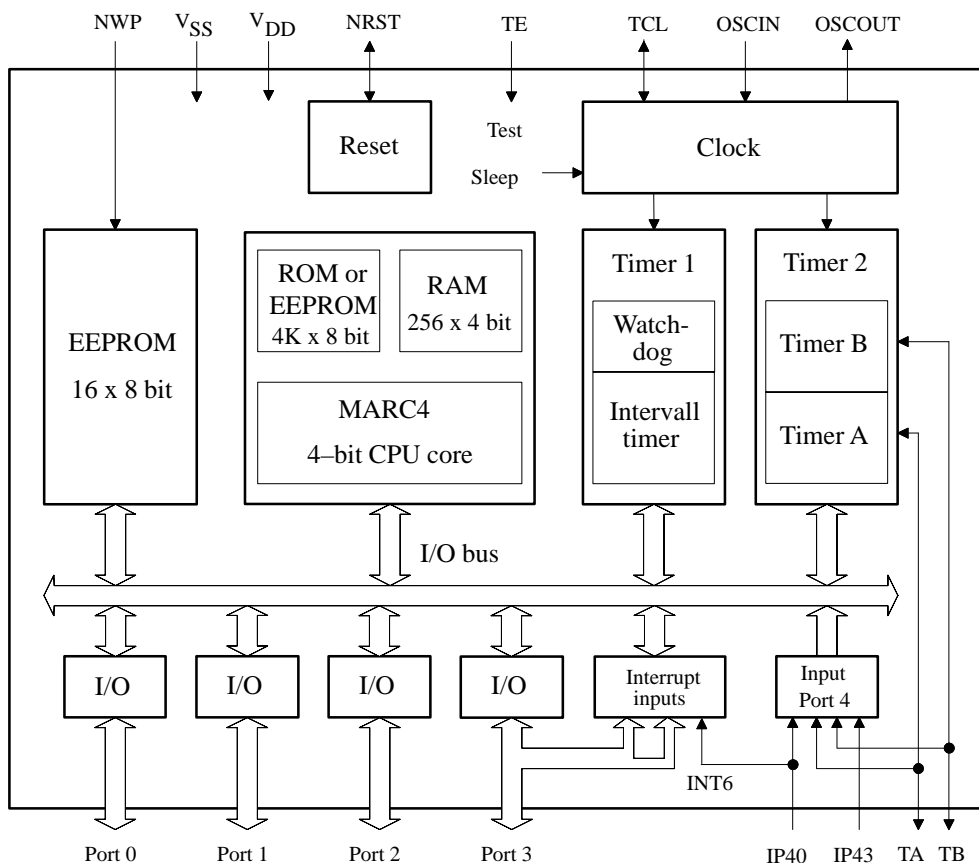 NWP
VSS
VDD
NRST
TE
TCL
OSCIN
OSCOUT
Reset
Test
Sleep
Clock
EEPROM
16 x 8 bit
ROM or
EEPROM
4K x 8 bit
RAM
256 x 4 bit
MARC4
4–bit CPU core
Timer 1
Watch-
dog
Intervall
timer
Timer 2
Timer B
Timer A
I/O bus
I/O
I/O
I/O
I/O
Interrupt
inputs
Input
Port 4
INT6
Port 0
Port 1
Port 2
Port 3
IP40
IP43
TA
TB